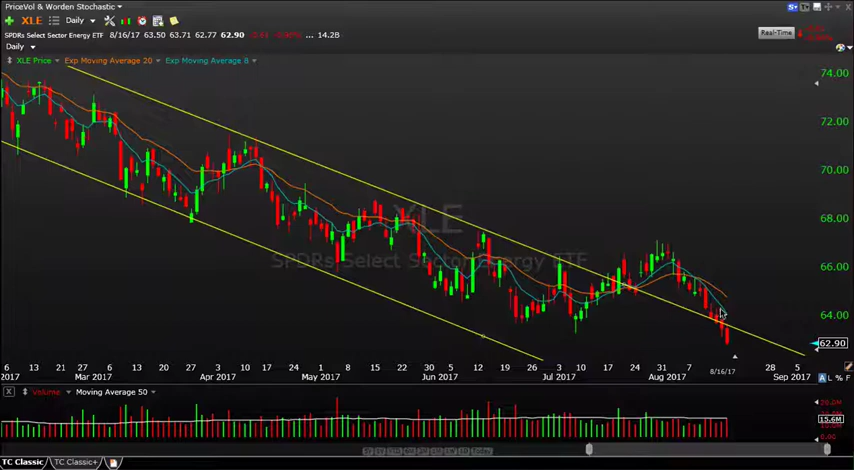 PriceVol & Worden Stochastic
XLE Daily
SPDRs Select Sector Energy ETF 8/16/17 63.50 63.71 62.77 62.90 ... 14.2B
Real-Time
Daily
XLE Price Exp Moving Average 20 Exp Moving Average 8
74.00
72.00
70.00
68.00
66.00
64.00
62.90
XLE
SPDRs Select Sector Energy ETF
6 13 21 27 6 13 20 27 3 10 17 24 8 15 22 5 12 19 26 3 10 17 24 31 7 8/16/17 28 5
2017 Mar 2017 Apr 2017 May 2017 Jun 2017 Jul 2017 Aug 2017 Sep 2017
A L % F
X Volume Moving Average 50
15.6M
TC Classic TC Classic+